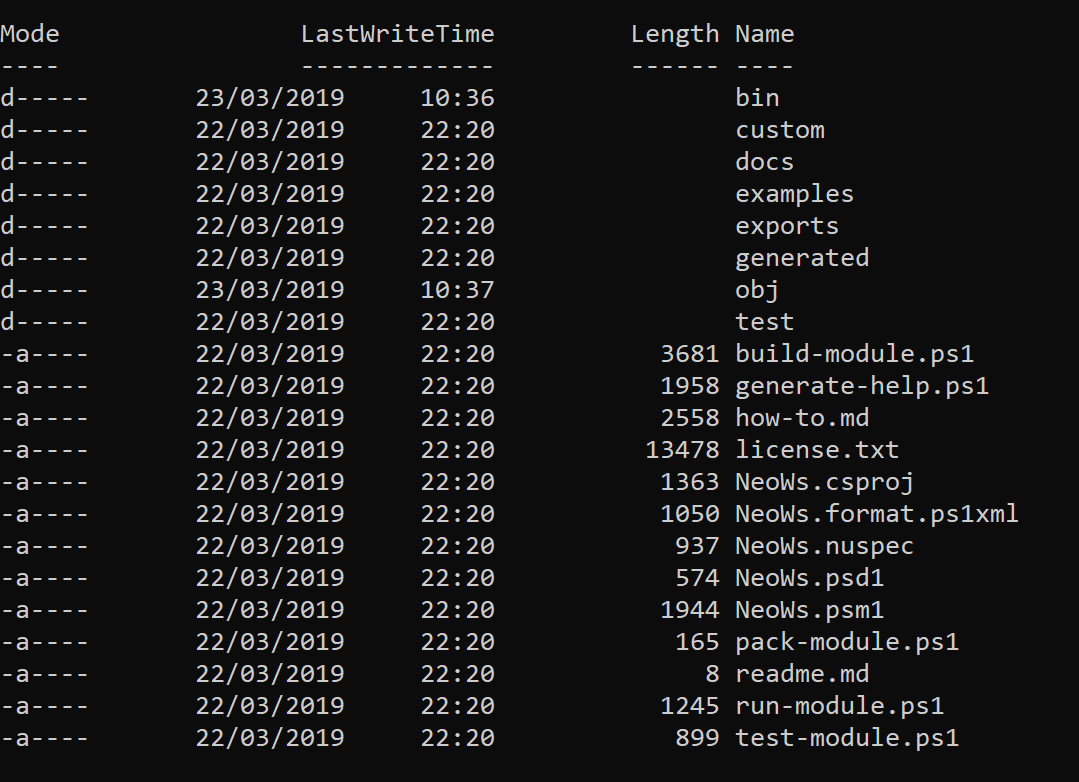 Mode                LastWriteTime         Length Name
----                -------------         ------ ----
d-----       23/03/2019     10:36                bin
d-----       22/03/2019     22:20                custom
d-----       22/03/2019     22:20                docs
d-----       22/03/2019     22:20                examples
d-----       22/03/2019     22:20                exports
d-----       22/03/2019     22:20                generated
d-----       23/03/2019     10:37                obj
d-----       22/03/2019     22:20                test
-a----       22/03/2019     22:20           3681 build-module.ps1
-a----       22/03/2019     22:20           1958 generate-help.ps1
-a----       22/03/2019     22:20           2558 how-to.md
-a----       22/03/2019     22:20          13478 license.txt
-a----       22/03/2019     22:20           1363 NeoWs.csproj
-a----       22/03/2019     22:20           1050 NeoWs.format.ps1xml
-a----       22/03/2019     22:20            937 NeoWs.nuspec
-a----       22/03/2019     22:20            574 NeoWs.psd1
-a----       22/03/2019     22:20           1944 NeoWs.psm1
-a----       22/03/2019     22:20            165 pack-module.ps1
-a----       22/03/2019     22:20              8 readme.md
-a----       22/03/2019     22:20           1245 run-module.ps1
-a----       22/03/2019     22:20            899 test-module.ps1